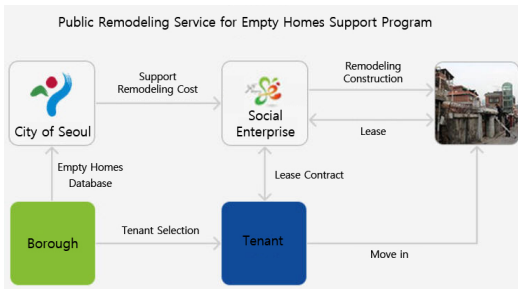 Public Remodeling Service for Empty Homes Support Program
Support
Remodeling Cost
Remodeling
Construction
City of Seoul
Social
Enterprise
Lease
Empty Homes
Database
Lease Contract
Borough
Tenant Selection
Tenant
Move in